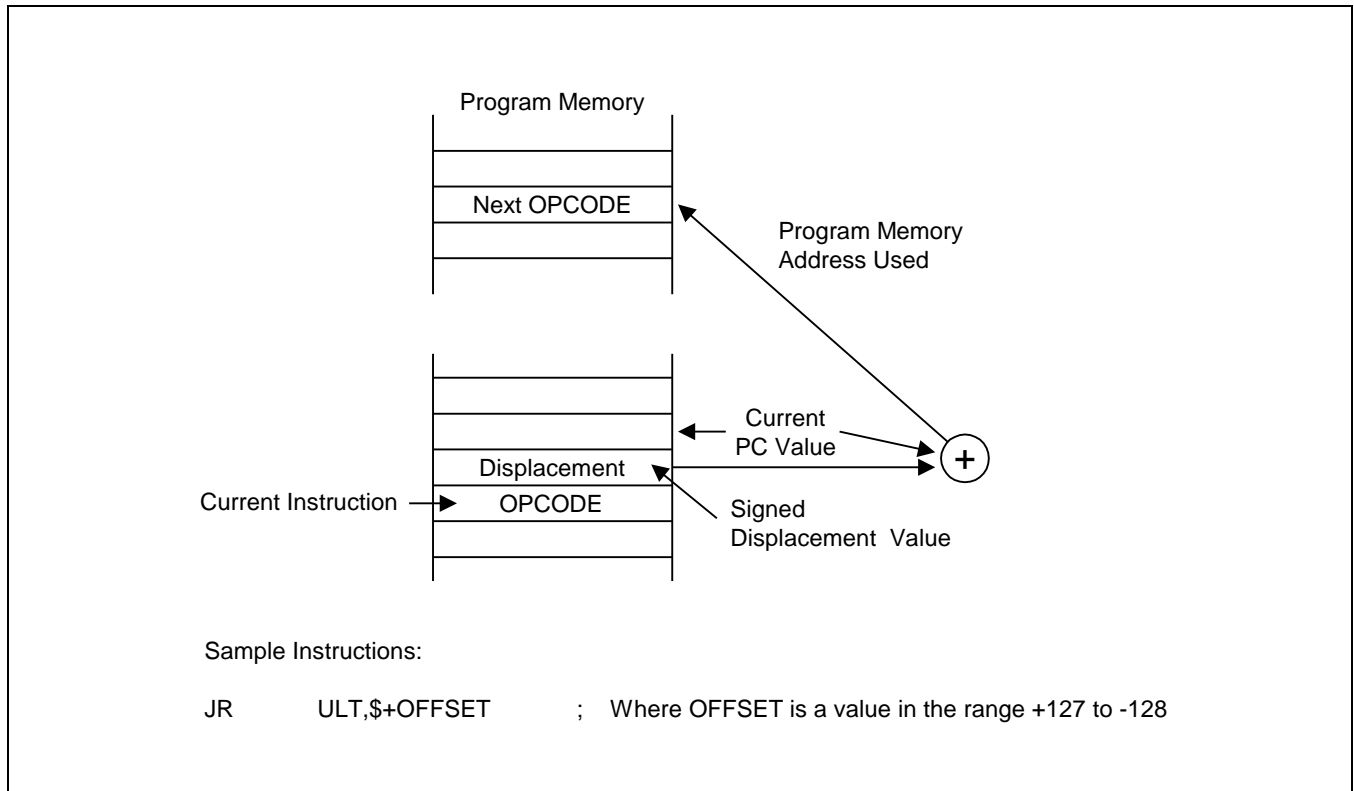 Program Memory
Next OPCODE
Program Memory
Address Used
Current
PC Value
+
Displacement
Current Instruction
OPCODE
Signed
Displacement Value
Sample Instructions:
JR ULT,$+OFFSET ; Where OFFSET is a value in the range +127 to -128